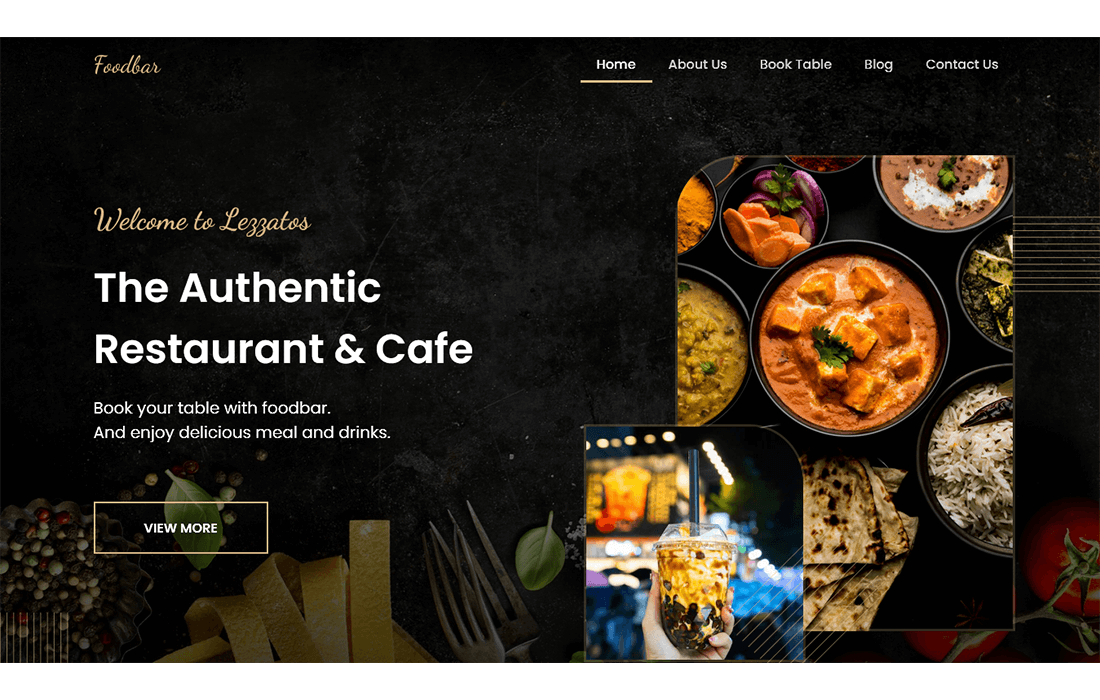 Foodbar
Home About Us Book Table Blog Contact Us
Welcome to Lezzatos
The Authentic
Restaurant & Cafe
Book your table with foodbar.
And enjoy delicious meal and drinks.
VIEW MORE